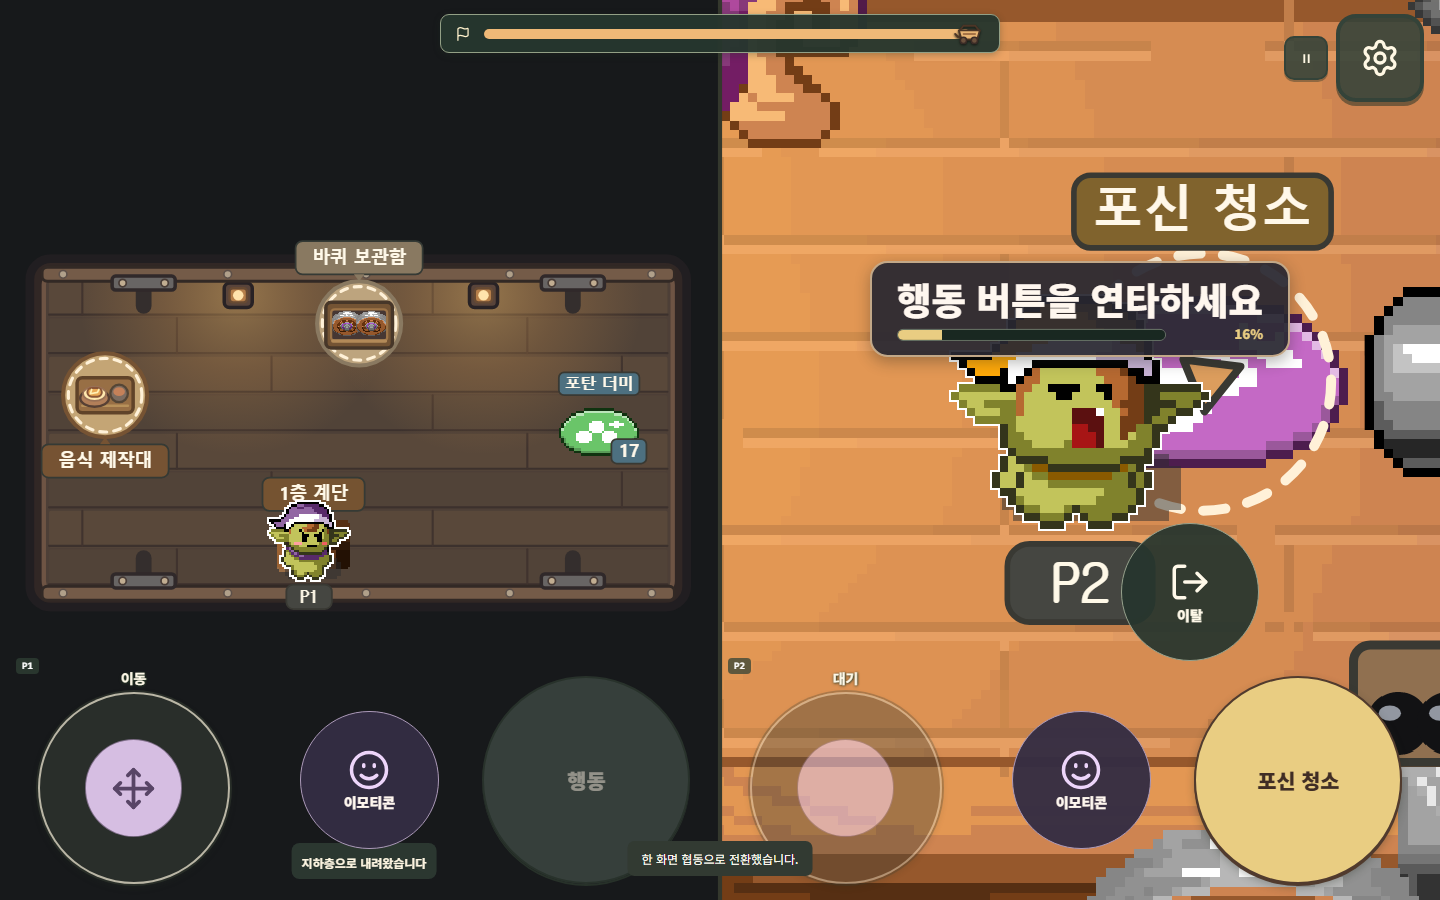 바퀴 보관함
포탄 더미
17
음식 제작대
1층 계단
P1
P1
이동
이모티콘
행동
지하층으로 내려왔습니다
한 화면 협동으로 전환했습니다.
포신 청소
행동 버튼을 연타하세요
16%
P2
이탈
P2
대기
이모티콘
포신 청소